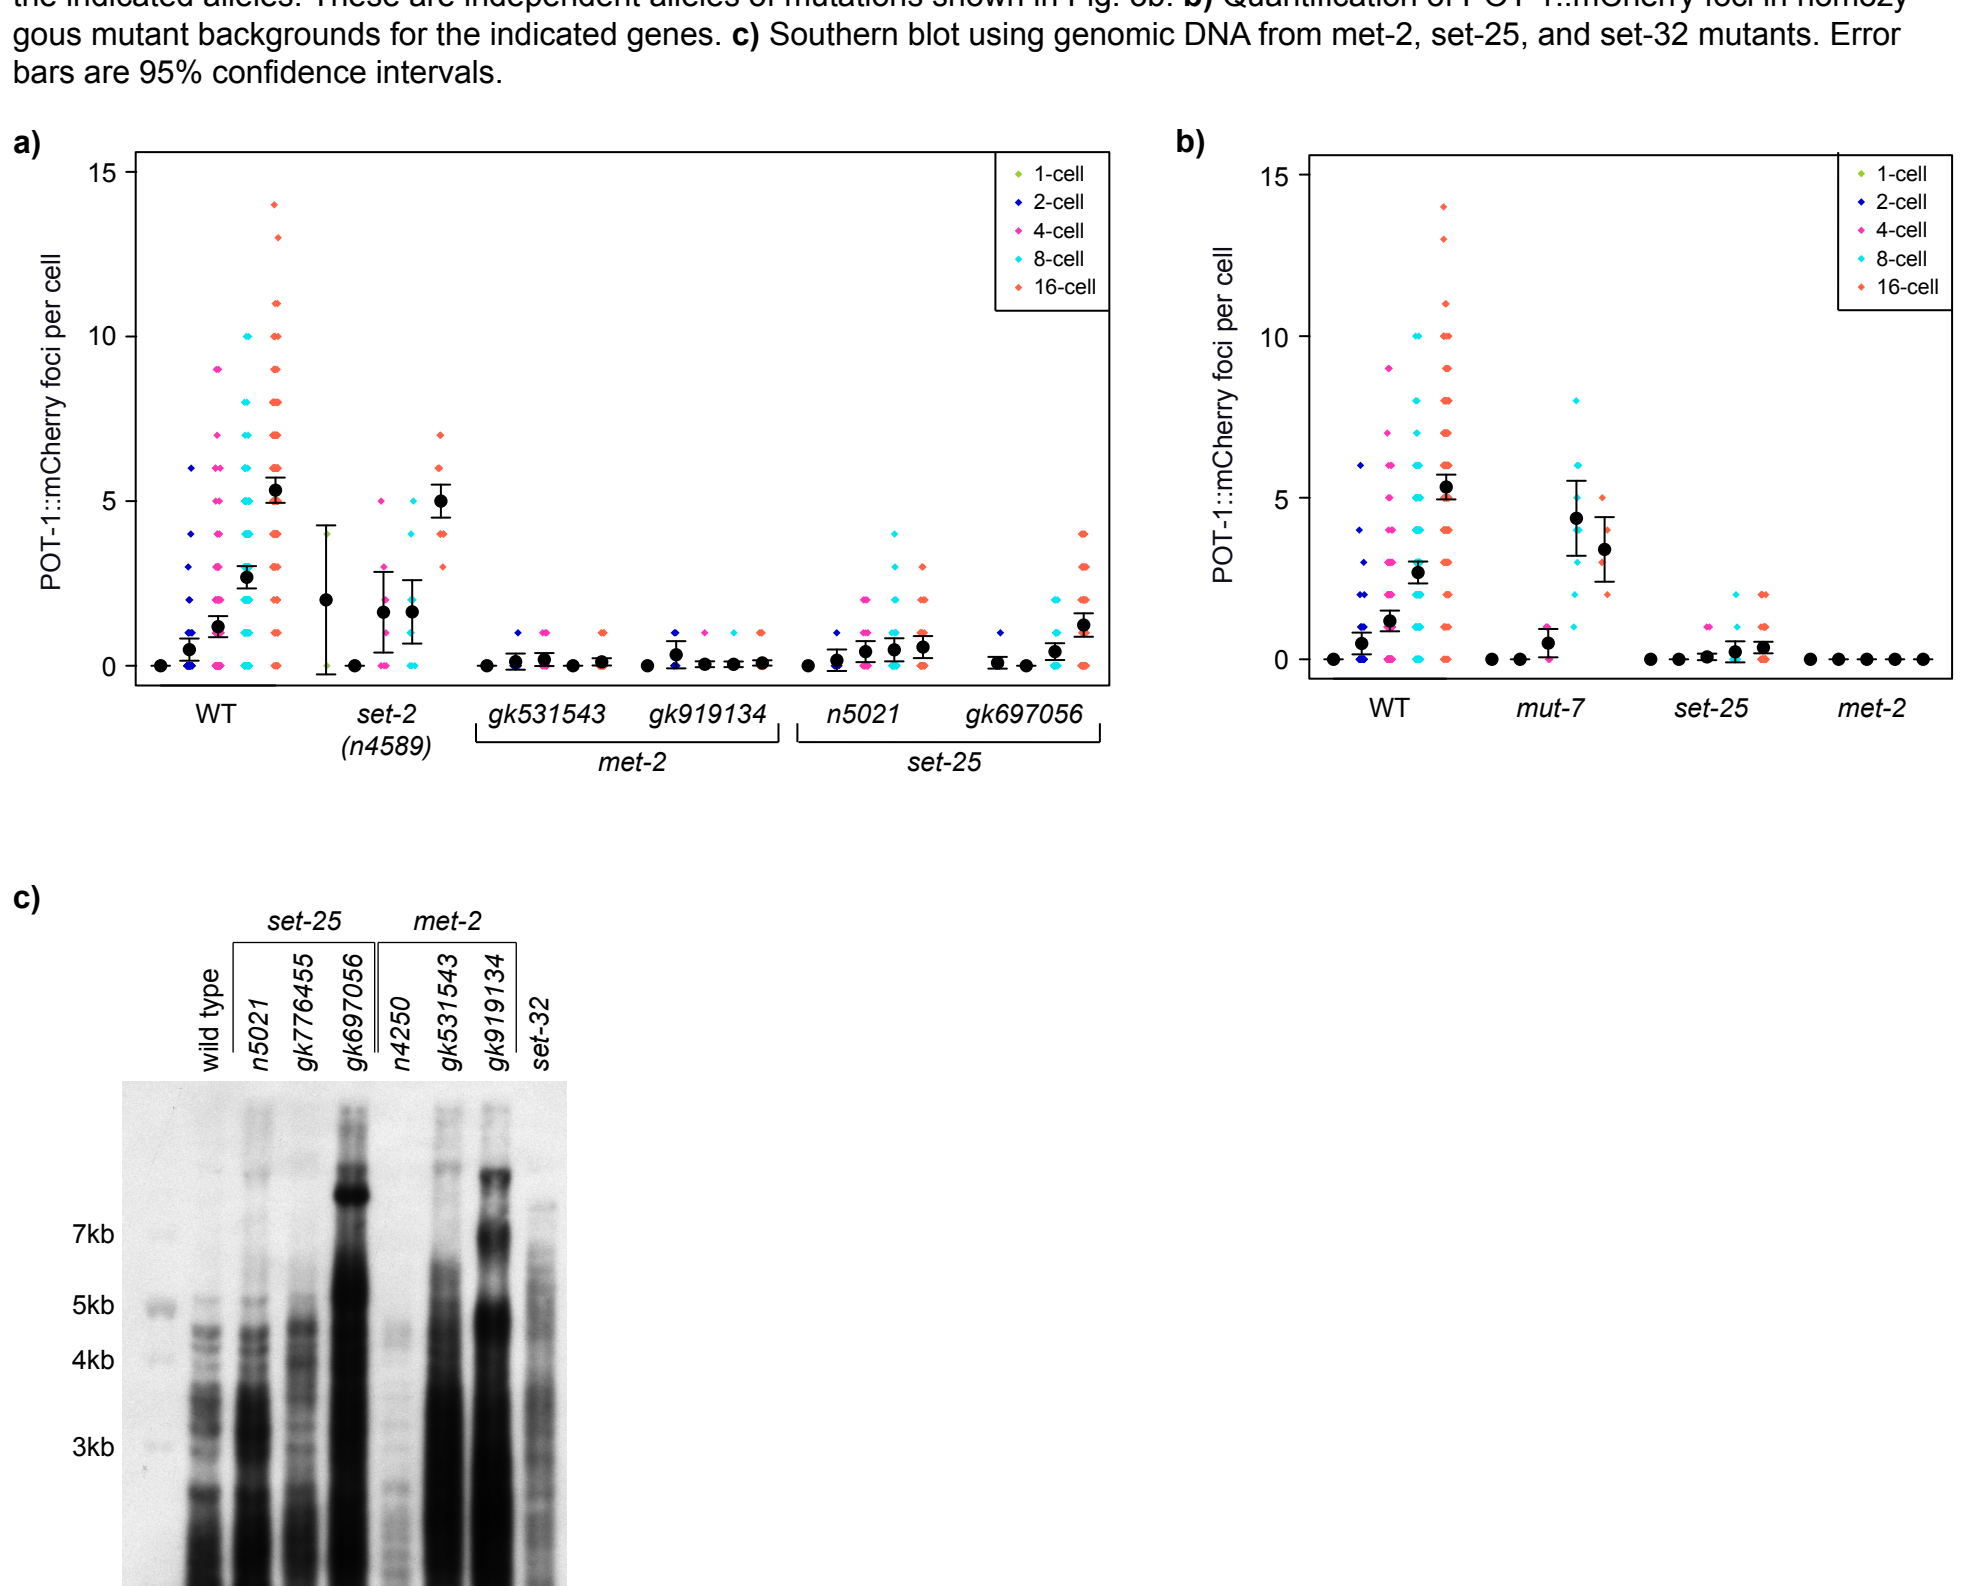 gous mutant backgrounds for the indicated genes. c) Southern blot using genomic DNA from met-2, set-25, and set-32 mutants. Error
bars are 95% confidence intervals.
a)
15
10
5
0
POT-1::mCherry foci per cell
1-cell
2-cell
4-cell
8-cell
16-cell
WT
set-2
(n4589)
gk531543
gk919134
met-2
n5021
gk697056
set-25
b)
15
10
5
0
POT-1::mCherry foci per cell
1-cell
2-cell
4-cell
8-cell
16-cell
WT
mut-7
set-25
met-2
c)
set-25
met-2
wild type
n5021
gk776455
gk697056
n4250
gk531543
gk919134
set-32
7kb
5kb
4kb
3kb